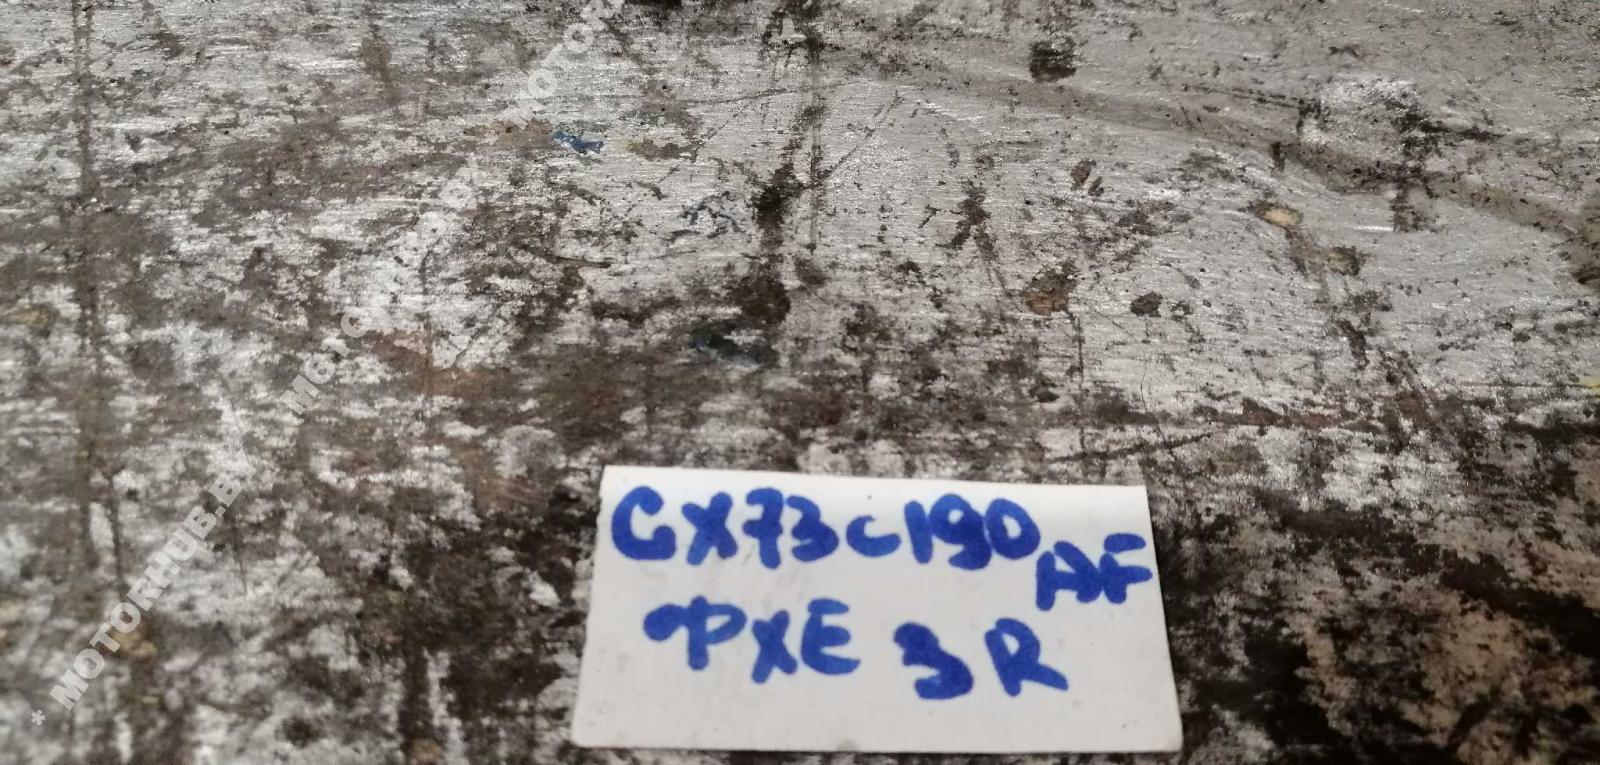 GX73C190AF
ФXE 3R
* MOTORHUB.BY